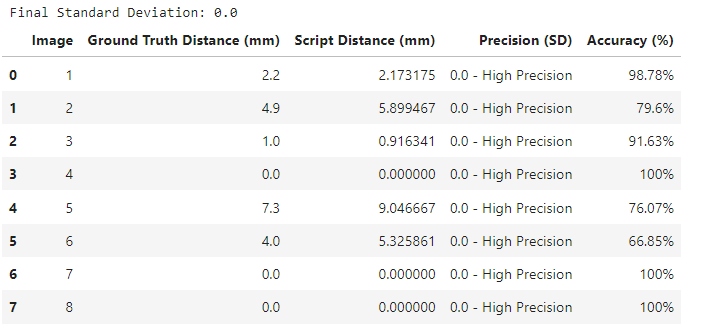 Final Standard Deviation: 0.0
Image Ground Truth Distance (mm) Script Distance (mm) Precision (SD) Accuracy (%)
0 1 2.2 2.173175 0.0 - High Precision 98.78%
1 2 4.9 5.899467 0.0 - High Precision 79.6%
2 3 1.0 0.916341 0.0 - High Precision 91.63%
3 4 0.0 0.000000 0.0 - High Precision 100%
4 5 7.3 9.046667 0.0 - High Precision 76.07%
5 6 4.0 5.325861 0.0 - High Precision 66.85%
6 7 0.0 0.000000 0.0 - High Precision 100%
7 8 0.0 0.000000 0.0 - High Precision 100%